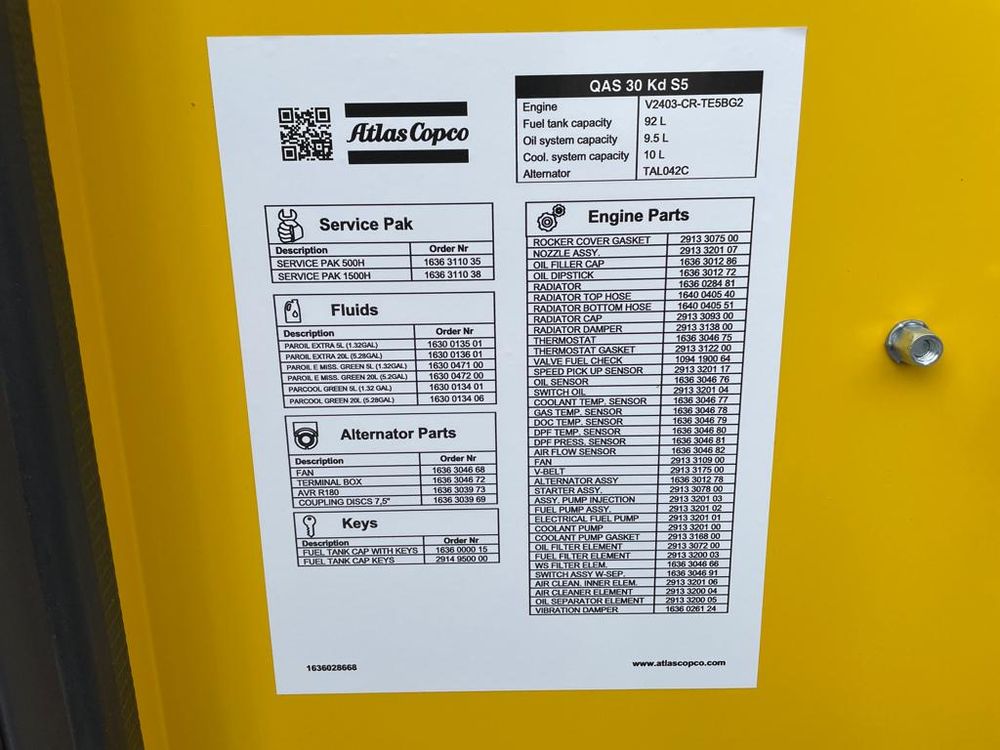 Atlas Copco
QAS 30 Kd S5
Engine V2403-CR-TE5BG2
Fuel tank capacity 92 L
Oil system capacity 9.5 L
Cool. system capacity 10 L
Alternator TAL042C
Service Pak
Description Order Nr
SERVICE PAK 500H 1636 3110 35
SERVICE PAK 1500H 1636 3110 38
Fluids
Description Order Nr
PAROIL EXTRA 5L (1.32GAL) 1630 0135 01
PAROIL EXTRA 20L (5.28GAL) 1630 0136 01
PAROIL E MISS. GREEN 5L (1.32GAL) 1630 0471 00
PAROIL E MISS. GREEN 20L (5.2GAL) 1630 0472 00
PARCOOL GREEN 5L (1.32 GAL) 1630 0134 01
PARCOOL GREEN 20L (5.28GAL) 1630 0134 06
Alternator Parts
Description Order Nr
FAN 1636 3046 68
TERMINAL BOX 1636 3046 72
AVR R180 1636 3039 73
COUPLING DISCS 7,5" 1636 3039 69
Keys
Description Order Nr
FUEL TANK CAP WITH KEYS 1636 0000 15
FUEL TANK CAP KEYS 2914 9500 00
Engine Parts
ROCKER COVER GASKET 2913 3075 00
NOZZLE ASSY. 2913 3201 07
OIL FILLER CAP 1636 3012 86
OIL DIPSTICK 1636 3012 72
RADIATOR 1636 0284 81
RADIATOR TOP HOSE 1640 0405 40
RADIATOR BOTTOM HOSE 1640 0405 51
RADIATOR CAP 2913 3093 00
RADIATOR DAMPER 2913 3138 00
THERMOSTAT 1636 3046 75
THERMOSTAT GASKET 2913 3122 00
VALVE FUEL CHECK 1094 1900 64
SPEED PICK UP SENSOR 2913 3201 17
OIL SENSOR 1636 3046 76
SWITCH OIL 2913 3201 04
COOLANT TEMP. SENSOR 1636 3046 77
GAS TEMP. SENSOR 1636 3046 78
DOC TEMP. SENSOR 1636 3046 79
DPF TEMP. SENSOR 1636 3046 80
DPF PRESS. SENSOR 1636 3046 81
AIR FLOW SENSOR 1636 3046 82
FAN 2913 3109 00
V-BELT 2913 3175 00
ALTERNATOR ASSY 1636 3012 78
STARTER ASSY. 2913 3078 00
ASSY. PUMP INJECTION 2913 3201 03
FUEL PUMP ASSY. 2913 3201 02
ELECTRICAL FUEL PUMP 2913 3201 01
COOLANT PUMP 2913 3201 00
COOLANT PUMP GASKET 2913 3168 00
OIL FILTER ELEMENT 2913 3072 00
FUEL FILTER ELEMENT 2913 3200 03
WS FILTER ELEM. 1636 3046 66
SWITCH ASSY W-SEP. 1636 3046 91
AIR CLEAN. INNER ELEM. 2913 3201 06
AIR CLEANER ELEMENT 2913 3200 04
OIL SEPARATOR ELEMENT 2913 3200 05
VIBRATION DAMPER 1636 0261 24
1636028668
www.atlascopco.com